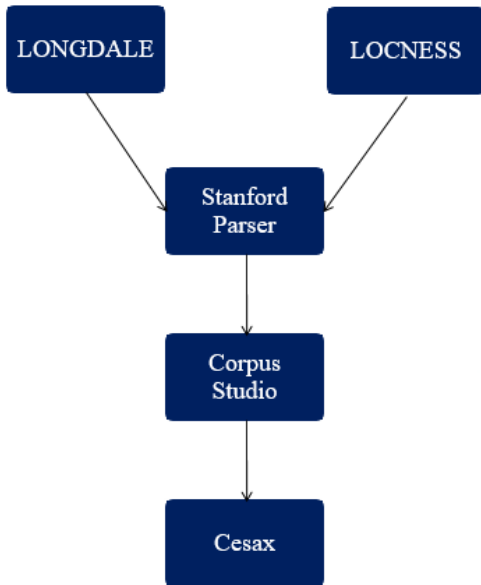 LONGDALE
LOCNESS
Stanford
Parser
Corpus
Studio
Cesax